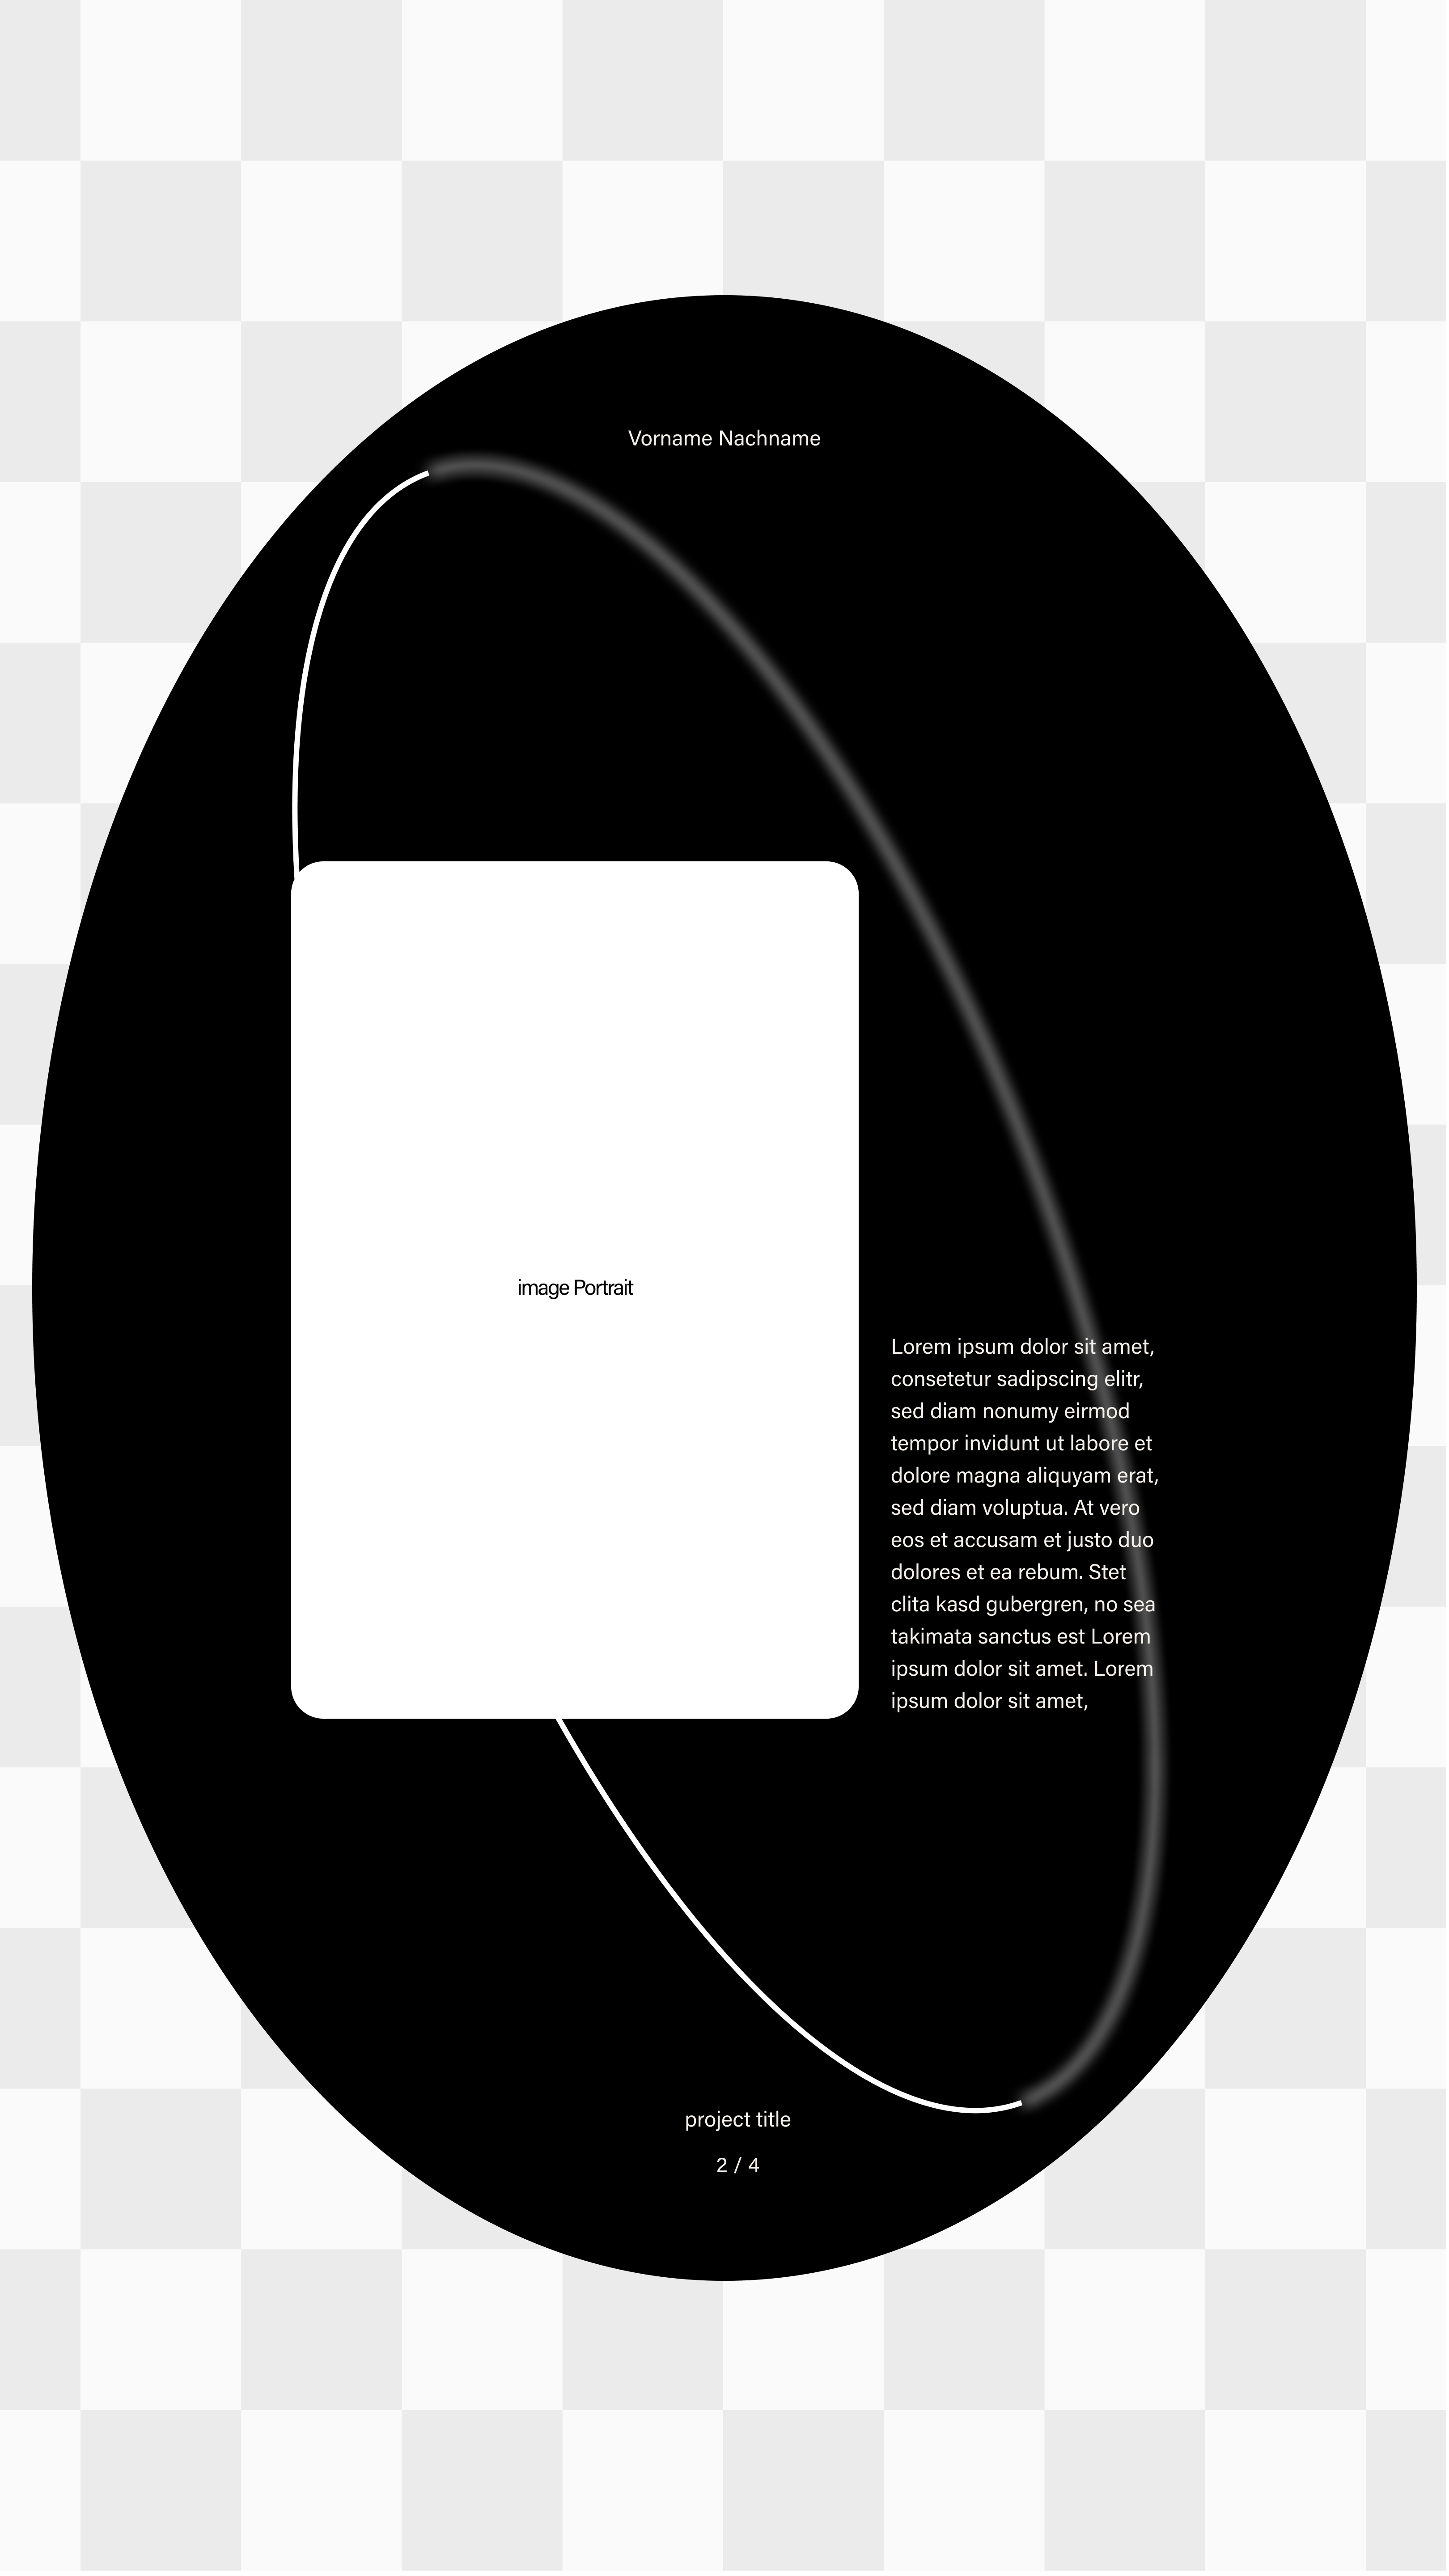 Vorname Nachname
image Portrait
Lorem ipsum dolor sit amet,
consetetur sadipscing elitr,
sed diam nonumy eirmod
tempor invidunt ut labore et
dolore magna aliquyam erat,
sed diam voluptua. At vero
eos et accusam et justo duo
dolores et ea rebum. Stet
clita kasd gubergren, no sea
takimata sanctus est Lorem
ipsum dolor sit amet. Lorem
ipsum dolor sit amet,
project title
2 / 4